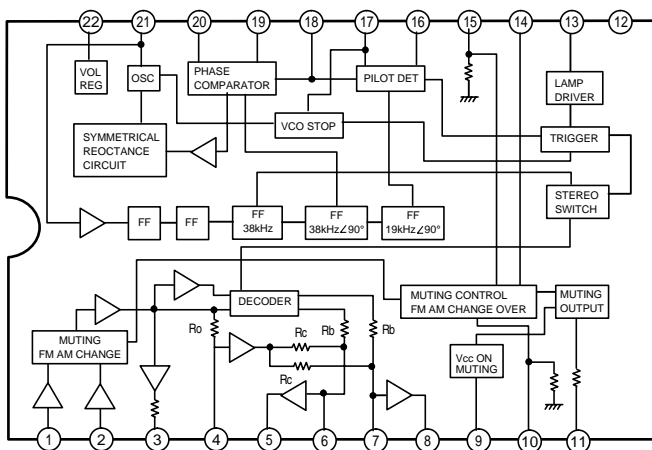 22 21 20 19 18 17 16 15 14 13 12
VOL
REG
OSC
PHASE
COMPARATOR
PILOT DET
LAMP
DRIVER
VCO STOP
SYMMETRICAL
REOCTANCE
CIRCUIT
TRIGGER
STEREO
SWITCH
FF
FF
FF
38kHz
FF
38kHz∠90°
FF
19kHz∠90°
DECODER
MUTING CONTROL
FM AM CHANGE OVER
MUTING
OUTPUT
MUTING
FM AM CHANGE
Ro
Rc
Rb
Rb
Rc
Vcc ON
MUTING
1 2 3 4 5 6 7 8 9 10 11